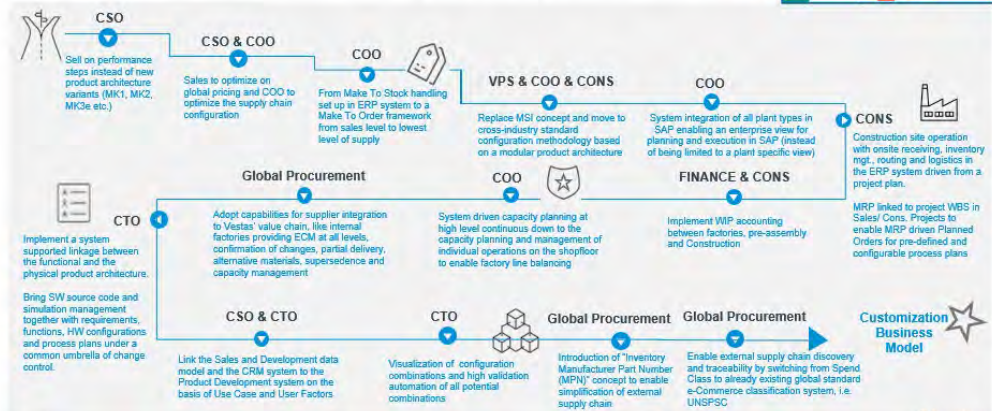 CSO
Sell on performance
steps instead of new
product architecture
variants (MK1, MK2,
MK3e etc.)
CSO & COO
Sales to optimize on
global pricing and COO to
optimize the supply chain
configuration
COO
From Make To Stock handling
set up in ERP system to a
Make To Order framework
from sales level to lowest
level of supply
VPS & COO & CONS
Replace MSI concept and move to
cross-industry standard
configuration methodology based
on a modular product architecture
COO
System integration of all plant types in
SAP enabling an enterprise view for
planning and execution in SAP (instead
of being limited to a plant specific view)
CONS
Construction site operation
with onsite receiving, inventory
mgt., routing and logistics in
the ERP system driven from a
project plan.
MRP linked to project WBS in
Sales/ Cons. Projects to
enable MRP driven Planned
Orders for pre-defined and
configurable process plans
FINANCE & CONS
Implement WIP accounting
between factories, pre-assembly
and Construction
COO
System driven capacity planning at
high level continuous down to the
capacity planning and management of
individual operations on the shopfloor
to enable factory line balancing
Global Procurement
Adopt capabilities for supplier integration
to Vestas' value chain, like internal
factories providing ECM at all levels,
confirmation of changes, partial delivery,
alternative materials, supersedence and
capacity management
CTO
Implement a system
supported linkage between
the functional and the
physical product architecture.
Bring SW source code and
simulation management
together with requirements,
functions, HW configurations
and process plans under a
common umbrella of change
control.
CSO & CTO
Link the Sales and Development data
model and the CRM system to the
Product Development system on the
basis of Use Case and User Factors
CTO
Visualization of configuration
combinations and high validation
automation of all potential
combinations
Global Procurement
Introduction of "Inventory
Manufacturer Part Number
(MPN)" concept to enable
simplification of external
supply chain
Global Procurement
Enable external supply chain discovery
and traceability by switching from Spend
Class to already existing global standard
e-Commerce classification system, i.e.
UNSPSC
Customization
Business
Model